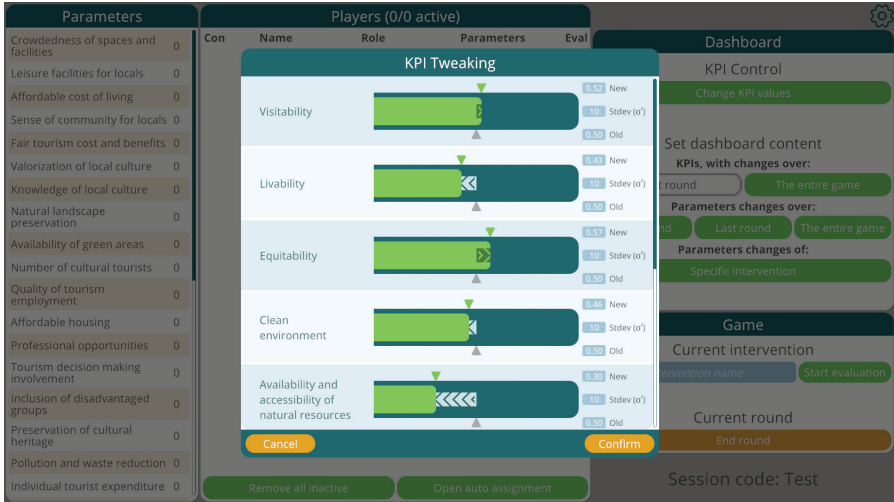 Parameters
Crowdedness of spaces and
facilities
0
Leisure facilities for locals 0
Affordable cost of living 0
Sense of community for locals 0
Fair tourism cost and benefits 0
Valorization of local culture 0
Knowledge of local culture 0
Natural landscape
preservation
0
Availability of green areas 0
Number of cultural tourists 0
Quality of tourism
employment
0
Affordable housing 0
Professional opportunities 0
Tourism decision making
involvement
0
Inclusion of disadvantaged
groups
0
Preservation of cultural
heritage
0
Pollution and waste reduction 0
Individual tourist expenditure 0
Players (0/0 active)
Con Name Role Parameters Eval
KPI Tweaking
Visitability
0.52 New
10 Stdev (σ²)
0.50 Old
Livability
0.43 New
10 Stdev (σ²)
0.50 Old
Equitability
0.57 New
10 Stdev (σ²)
0.50 Old
Clean
environment
0.46 New
10 Stdev (σ²)
0.50 Old
Availability and
accessibility of
natural resources
0.30 New
10 Stdev (σ²)
0.50 Old
Cancel Confirm
Remove all inactive Open auto assignment
Dashboard
KPI Control
Change KPI values
Set dashboard content
KPIs, with changes over:
round The entire game
Parameters changes over:
Last round The entire game
Parameters changes of:
Specific intervention
Game
Current intervention
name Start evaluation
Current round
End round
Session code: Test